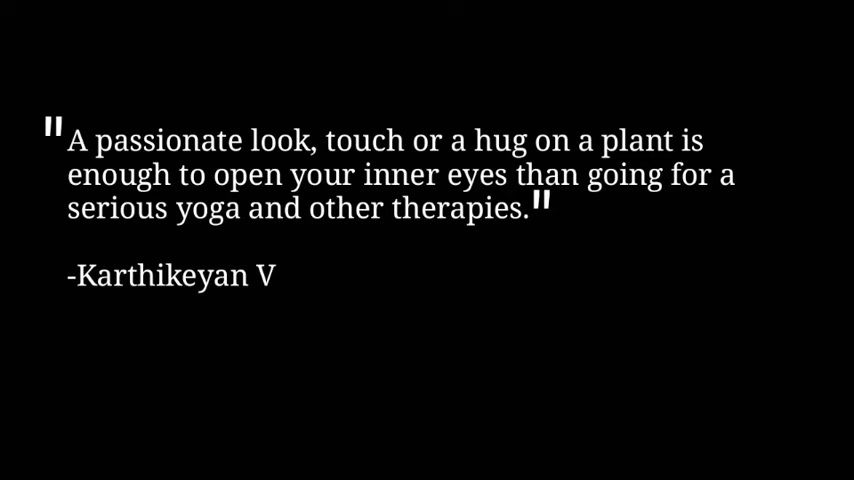 "A passionate look, touch or a hug on a plant is
enough to open your inner eyes than going for a
serious yoga and other therapies."
-Karthikeyan V